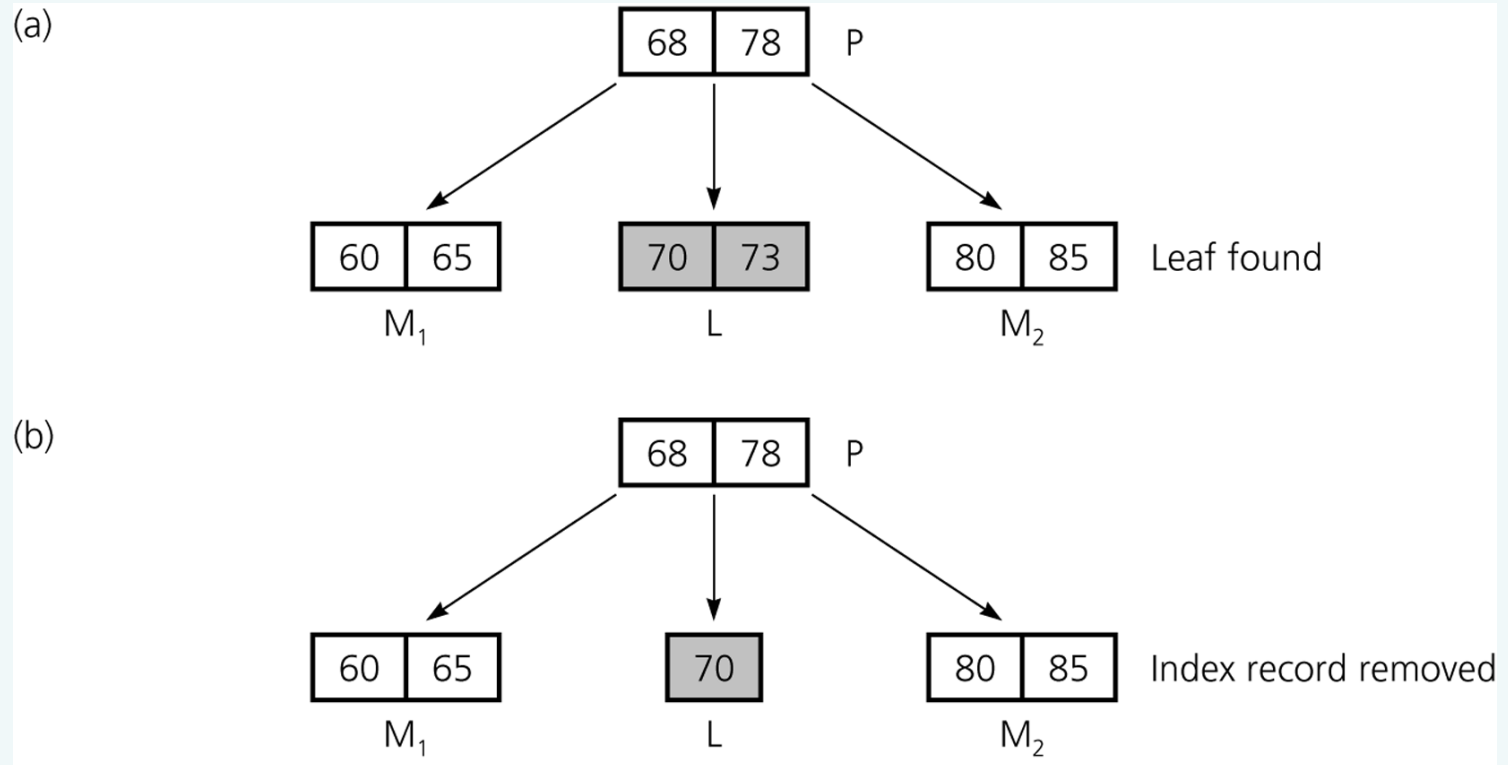 (a)
68 78 P
60 65 70 73 80 85 Leaf found
M₁ L M₂
(b)
68 78 P
60 65 70 80 85 Index record removed
M₁ L M₂